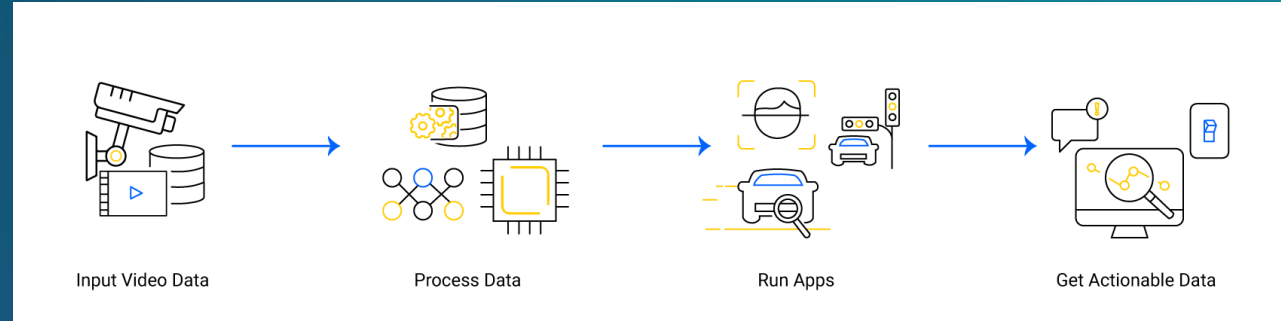 Input Video Data
Process Data
Run Apps
Get Actionable Data